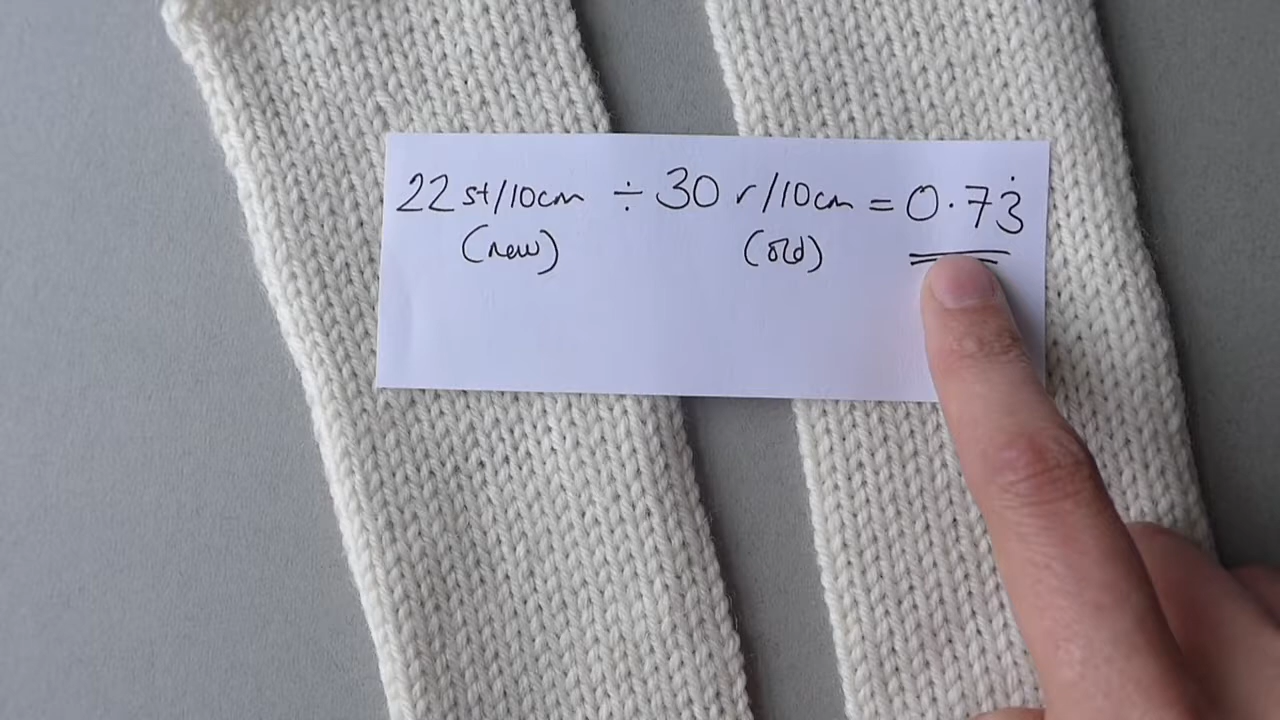 22 st/10cm ÷ 30 r/10cm = 0.73̇
(new) (old)